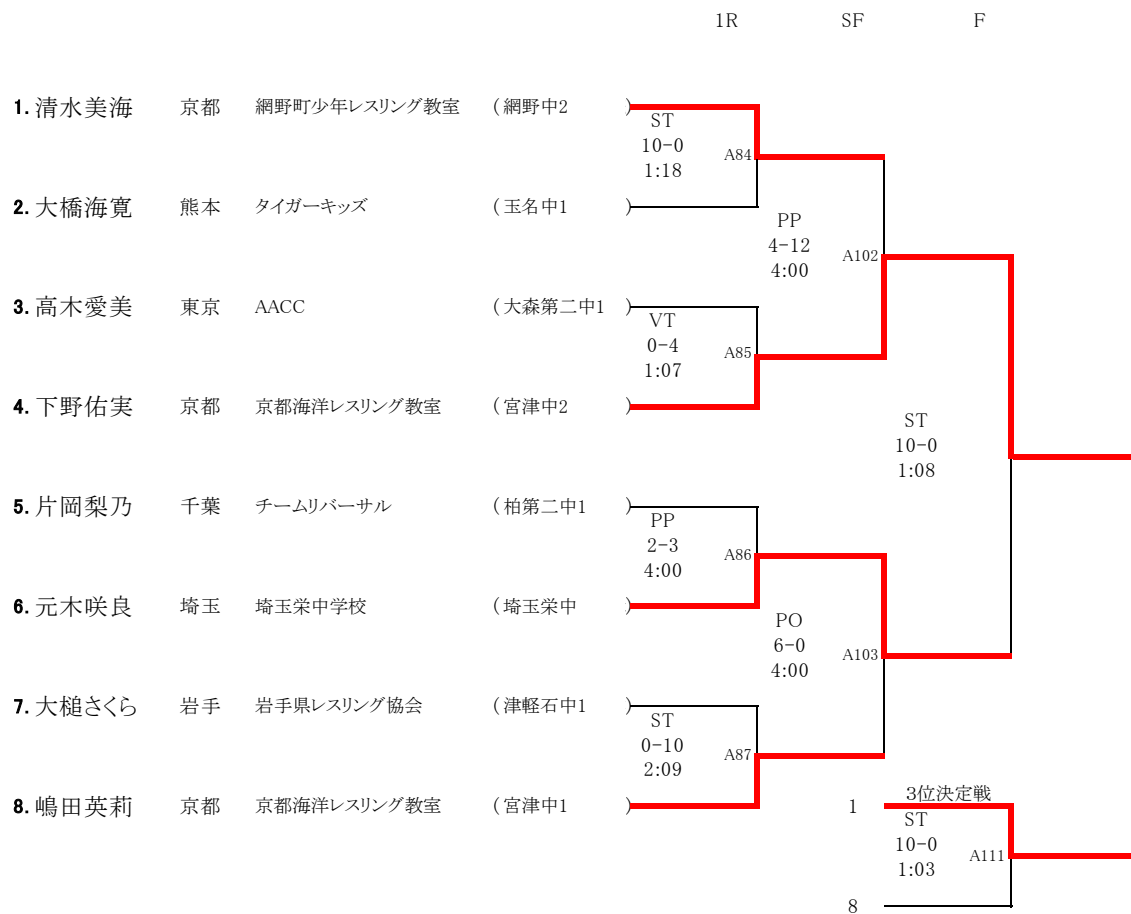 1R SF F
1. 清水美海 京都 網野町少年レスリング教室 (網野中2 )
ST
10-0
1:18
A84
2. 大橋海寛 熊本 タイガーキッズ (玉名中1 )
PP
4-12
4:00
A102
3. 高木愛美 東京 AACC (大森第二中1 )
VT
0-4
1:07
A85
4. 下野佑実 京都 京都海洋レスリング教室 (宮津中2 )
ST
10-0
1:08
5. 片岡梨乃 千葉 チームリバーサル (柏第二中1 )
PP
2-3
4:00
A86
6. 元木咲良 埼玉 埼玉栄中学校 (埼玉栄中 )
PO
6-0
4:00
A103
7. 大槌さくら 岩手 岩手県レスリング協会 (津軽石中1 )
ST
0-10
2:09
A87
8. 嶋田英莉 京都 京都海洋レスリング教室 (宮津中1 )
3位決定戦
1
ST
10-0
1:03
A111
8